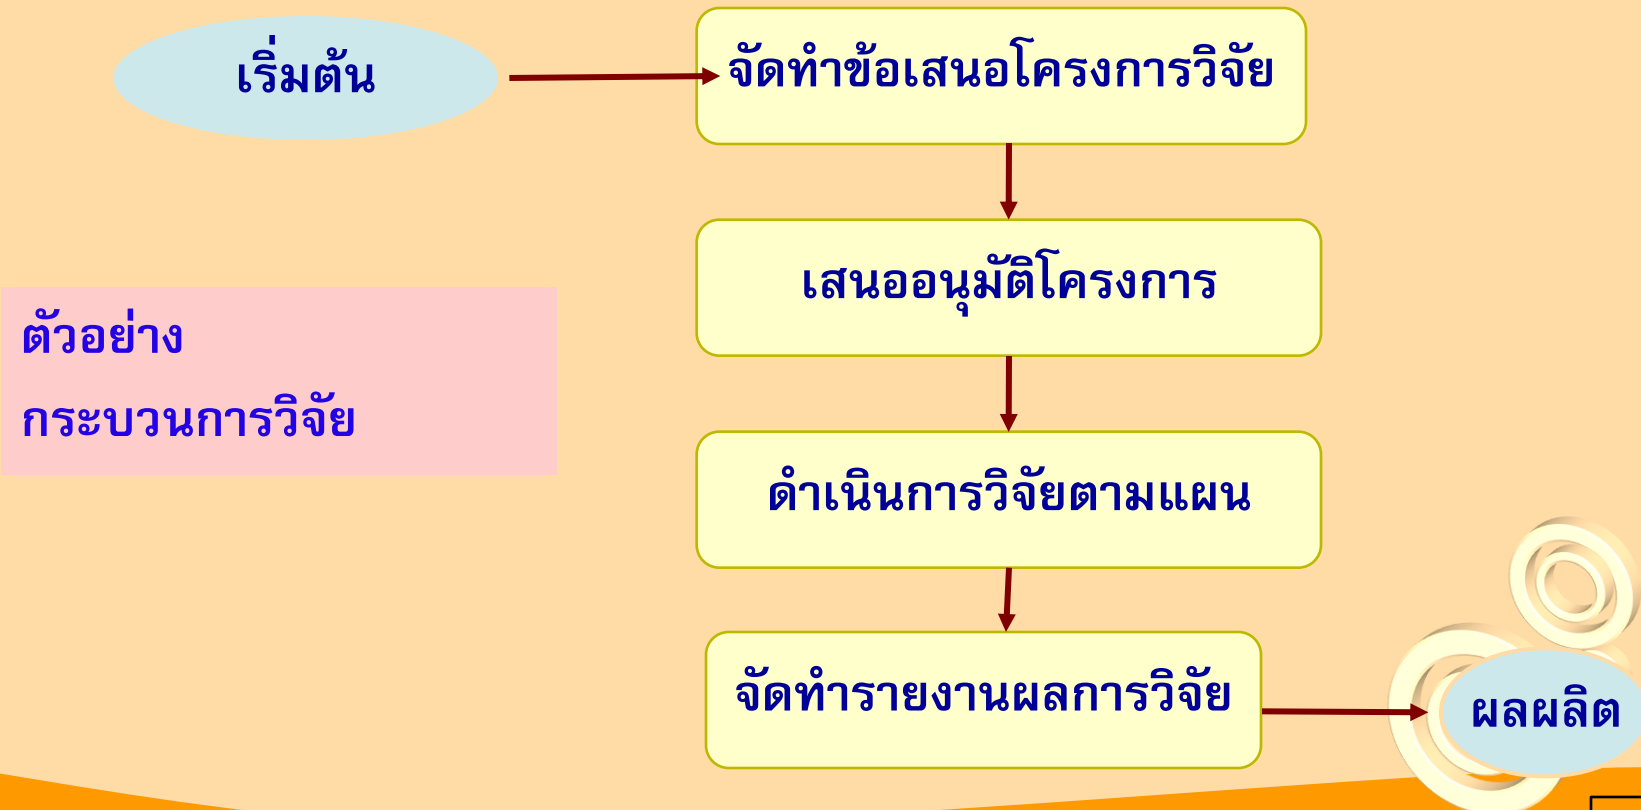 เริ่มต้น
จัดทำข้อเสนอโครงการวิจัย
เสนออนุมัติโครงการ
ตัวอย่าง
กระบวนการวิจัย
ดำเนินการวิจัยตามแผน
จัดทำรายงานผลการวิจัย
ผลผลิต